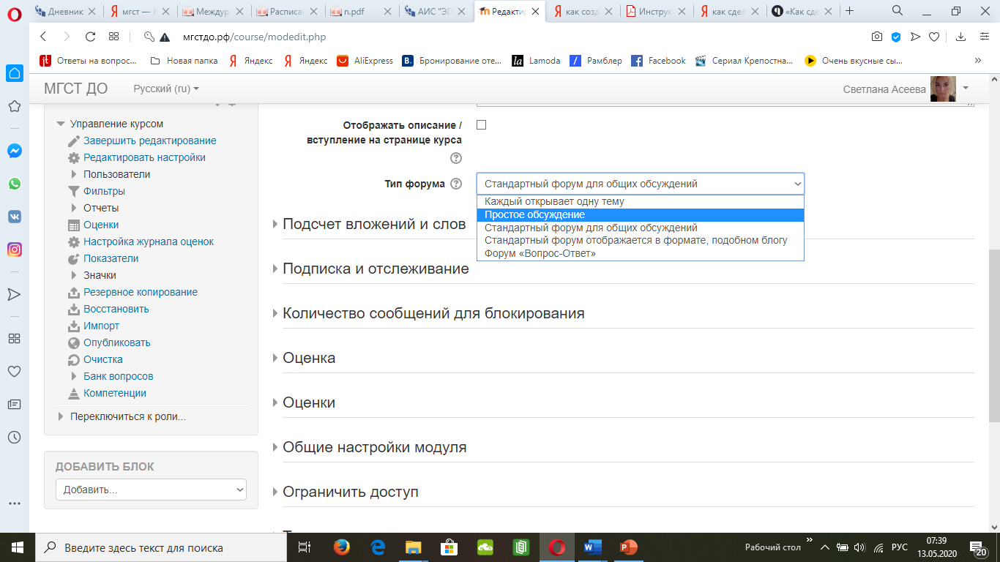 Дневник
мгст — Я
Междур
Расписан
n.pdf
АИС "ЭП
Редактир
как созд
Инструк
как сдел
«Как сде
мгстдо.рф/course/modedit.php
Ответы на вопрос...
Новая папка
Яндекс
Яндекс
AliExpress
Бронирование оте...
Lamoda
Рамблер
Facebook
Сериал Крепостна...
Очень вкусные сы...
МГСТ ДО
Русский (ru)
Светлана Асеева
Управление курсом
Завершить редактирование
Редактировать настройки
Пользователи
Фильтры
Отчеты
Оценки
Настройка журнала оценок
Показатели
Значки
Резервное копирование
Восстановить
Импорт
Опубликовать
Очистка
Банк вопросов
Компетенции
Переключиться к роли...
ДОБАВИТЬ БЛОК
Добавить...
Отображать описание /
вступление на странице курса
Тип форума
Стандартный форум для общих обсуждений
Каждый открывает одну тему
Простое обсуждение
Стандартный форум для общих обсуждений
Стандартный форум отображается в формате, подобном блогу
Форум «Вопрос-Ответ»
Подсчет вложений и слов
Подписка и отслеживание
Количество сообщений для блокирования
Оценка
Оценки
Общие настройки модуля
Ограничить доступ
Введите здесь текст для поиска
Рабочий стол
РУС
07:39
13.05.2020
20